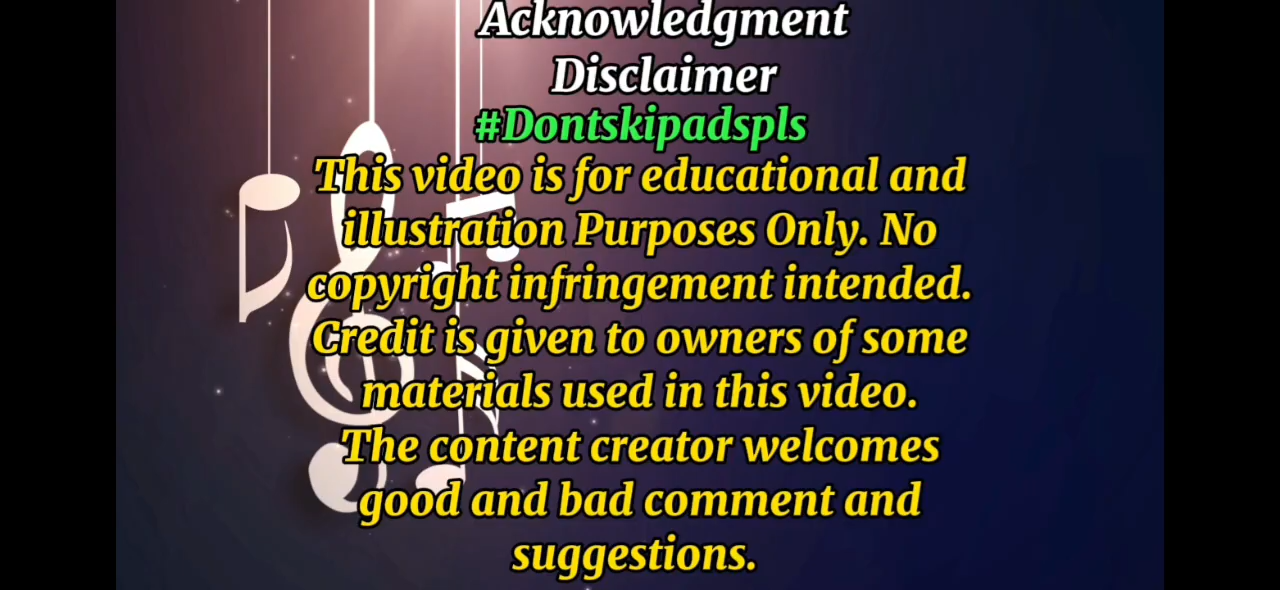 Acknowledgment
Disclaimer
#Dontskipadspls
This video is for educational and
illustration Purposes Only. No
copyright infringement intended.
Credit is given to owners of some
materials used in this video.
The content creator welcomes
good and bad comment and
suggestions.